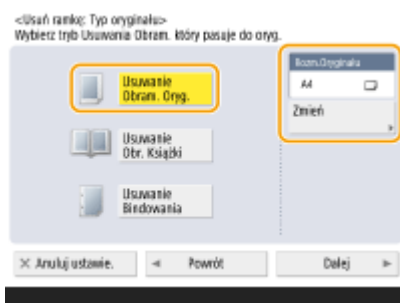 <Usuń ramkę: Typ oryginału>
Wybierz tryb Usuwania Obram. który pasuje do oryg.
Rozm.Oryginału
Usuwanie
Obram. Oryg.
A4
Zmień
Usuwanie
Obr. Książki
Usuwanie
Bindowania
Anuluj ustawie.
Powrót
Dalej